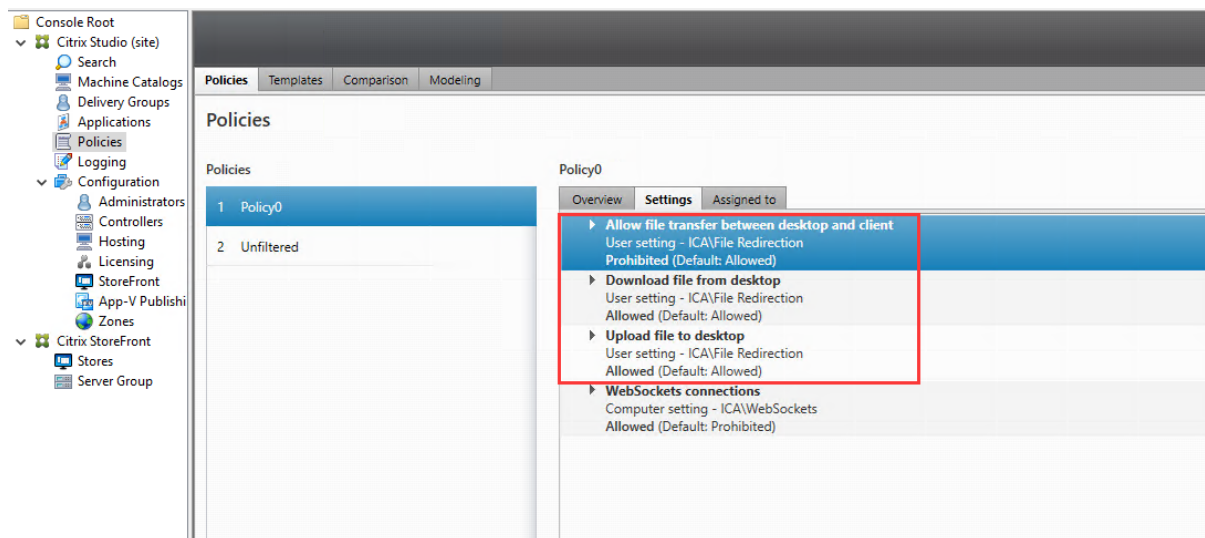 Console Root
Citrix Studio (site)
Search
Machine Catalogs
Delivery Groups
Applications
Policies
Logging
Configuration
Administrators
Controllers
Hosting
Licensing
StoreFront
App-V Publishi
Zones
Citrix StoreFront
Stores
Server Group
Policies Templates Comparison Modeling
Policies
Policies
1 Policy0
2 Unfiltered
Policy0
Overview Settings Assigned to
Allow file transfer between desktop and client
User setting - ICA\File Redirection
Prohibited (Default: Allowed)
Download file from desktop
User setting - ICA\File Redirection
Allowed (Default: Allowed)
Upload file to desktop
User setting - ICA\File Redirection
Allowed (Default: Allowed)
WebSockets connections
Computer setting - ICA\WebSockets
Allowed (Default: Prohibited)